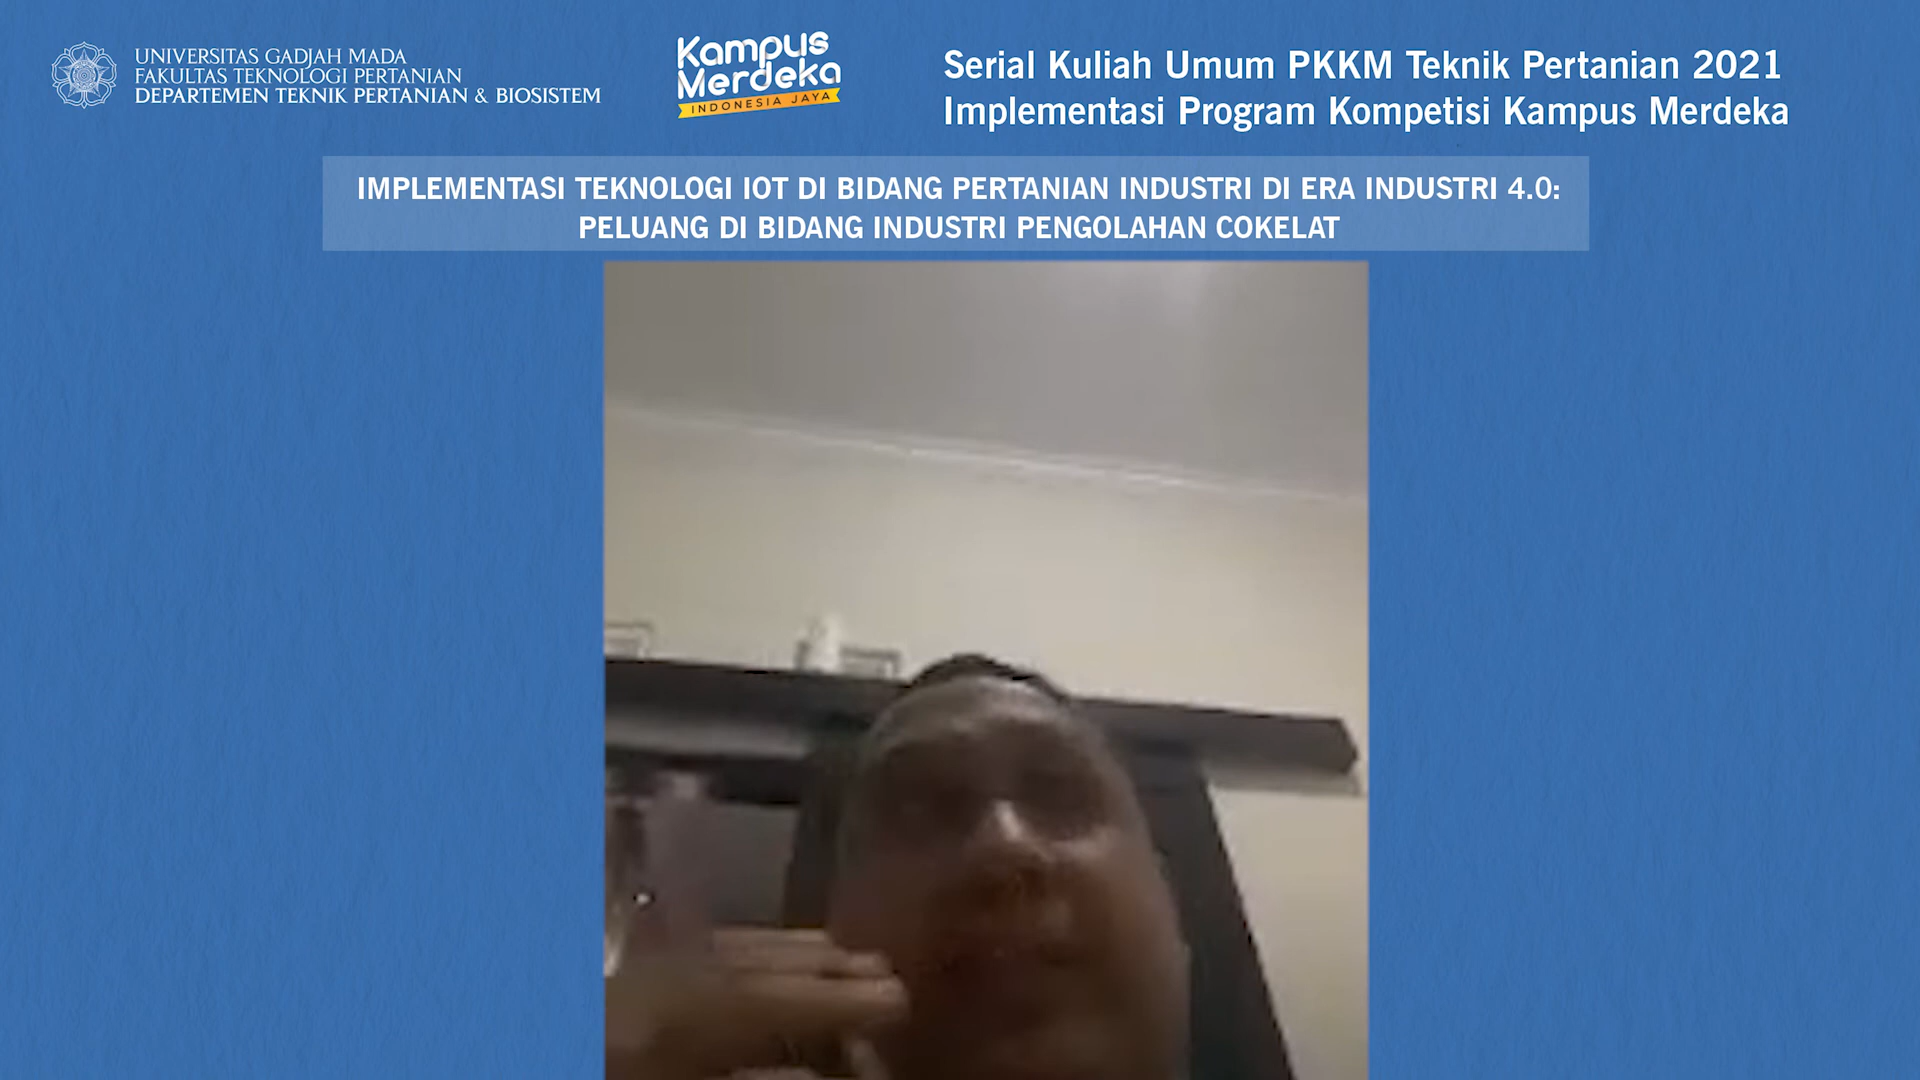 UNIVERSITAS GADJAH MADA
FAKULTAS TEKNOLOGI PERTANIAN
DEPARTEMEN TEKNIK PERTANIAN & BIOSISTEM
Kampus
Merdeka
INDONESIA JAYA
Serial Kuliah Umum PKKM Teknik Pertanian 2021
Implementasi Program Kompetisi Kampus Merdeka
IMPLEMENTASI TEKNOLOGI IOT DI BIDANG PERTANIAN INDUSTRI DI ERA INDUSTRI 4.0:
PELUANG DI BIDANG INDUSTRI PENGOLAHAN COKELAT